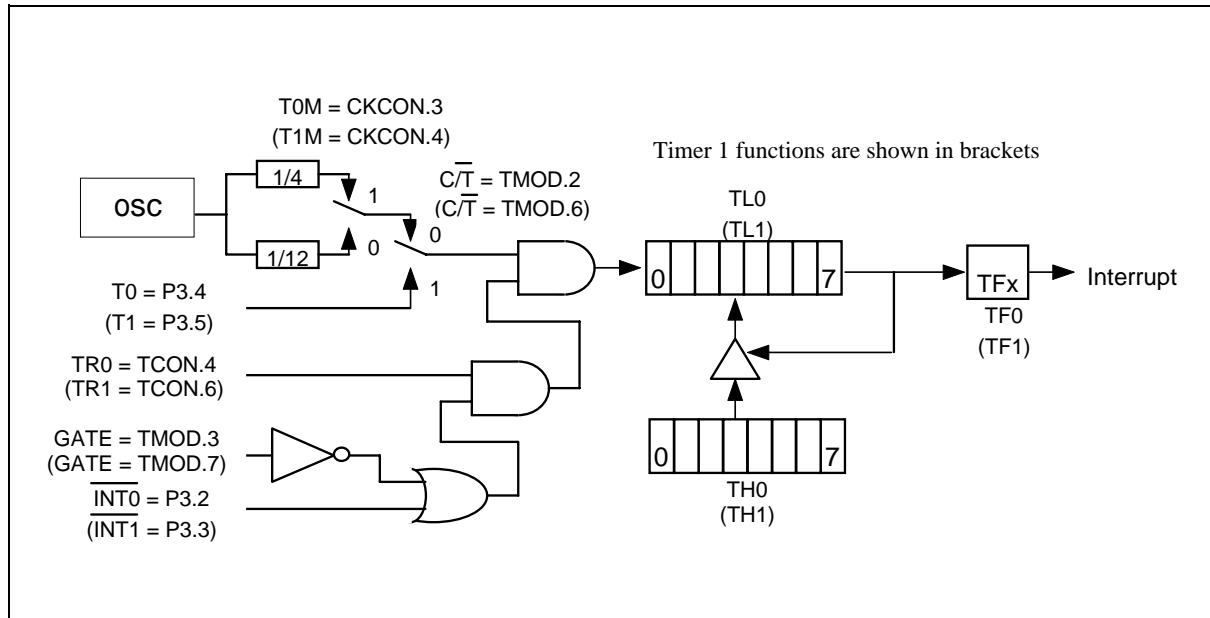 T0M = CKCON.3
(T1M = CKCON.4)
Timer 1 functions are shown in brackets
1/4
C/T̅ = TMOD.2
(C/T̅ = TMOD.6)
1
osc
TL0
(TL1)
0
0
1/12
0
7
TFx
Interrupt
T0 = P3.4
(T1 = P3.5)
1
TF0
(TF1)
TR0 = TCON.4
(TR1 = TCON.6)
GATE = TMOD.3
(GATE = TMOD.7)
0
7
I̅N̅T̅0̅ = P3.2
(I̅N̅T̅1̅ = P3.3)
TH0
(TH1)